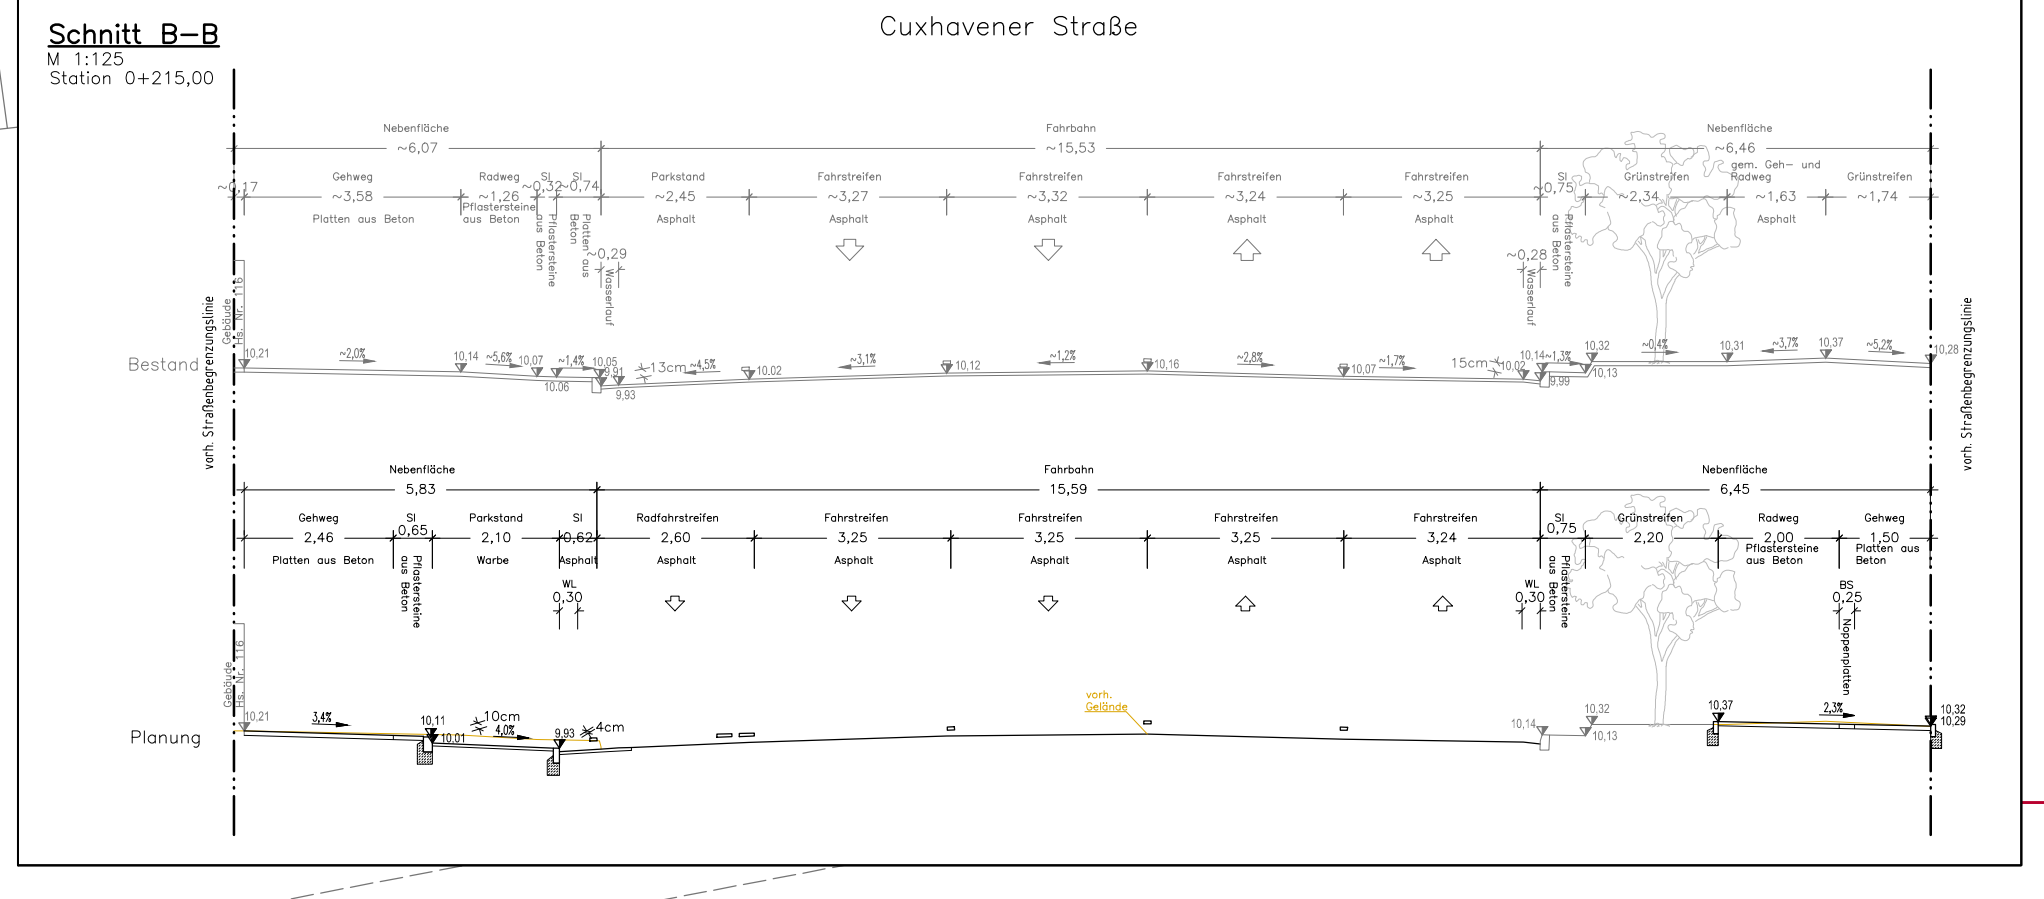 Cuxhavener Straße
Schnitt B-B
M 1:125
Station 0+215,00
Nebenfläche Fahrbahn Nebenfläche
~6,07 ~15,53 ~6,46
gem. Geh- und
Gehweg Radweg SI SI Parkstand Fahrstreifen Fahrstreifen Fahrstreifen Fahrstreifen SI Grünstreifen Radweg Grünstreifen
~0,17 ~3,58 ~1,26 ~0,32 ~0,74 ~2,45 ~3,27 ~3,32 ~3,24 ~3,25 ~0,75 ~2,34 ~1,63 ~1,74
Platten aus Beton
Pflastersteine
aus Beton
Pflastersteine
aus Beton
Platten aus
Beton
Asphalt Asphalt Asphalt Asphalt Asphalt
Pflastersteine
aus Beton
Asphalt
~0,29
Wasserlauf
~0,28
Wasserlauf
Gebäude
Hs. Nr. 116
vorh. Straßenbegrenzungslinie
vorh. Straßenbegrenzungslinie
Bestand
10,21 ~2,0% 10,14 ~5,6% 10,07 ~1,4% 10,05 13cm ~4,5% ~3,1% 10,12 ~1,2% 10,16 ~2,8% ~1,7% 15cm 10,02 10,14 ~1,3% 10,32 ~0,4% 10,31 ~3,7% 10,37 ~5,2% 10,28
10.06 9,91 9,93 10.02 10,07 9,99 10,13
Nebenfläche Fahrbahn Nebenfläche
5,83 15,59 6,45
Gehweg SI Parkstand SI Radfahrstreifen Fahrstreifen Fahrstreifen Fahrstreifen Fahrstreifen SI Grünstreifen Radweg Gehweg
2,46 0,65 2,10 0,62 2,60 3,25 3,25 3,25 3,24 0,75 2,20 2,00 1,50
Platten aus Beton
Pflastersteine
aus Beton
Warbe Asphalt Asphalt Asphalt Asphalt Asphalt Asphalt
Pflastersteine
aus Beton
Pflastersteine
aus Beton
Platten aus
Beton
WL
0,30
WL
0,30
BS
0,25
Noppenplatten
Gebäude
Hs. Nr. 116
vorh.
Gelände
Planung
10,21 3,4% 10,11 10cm 4,0% 9,93 4cm 10,14 10,32 10,37 2,3% 10,32
10,01 10,13 10,29